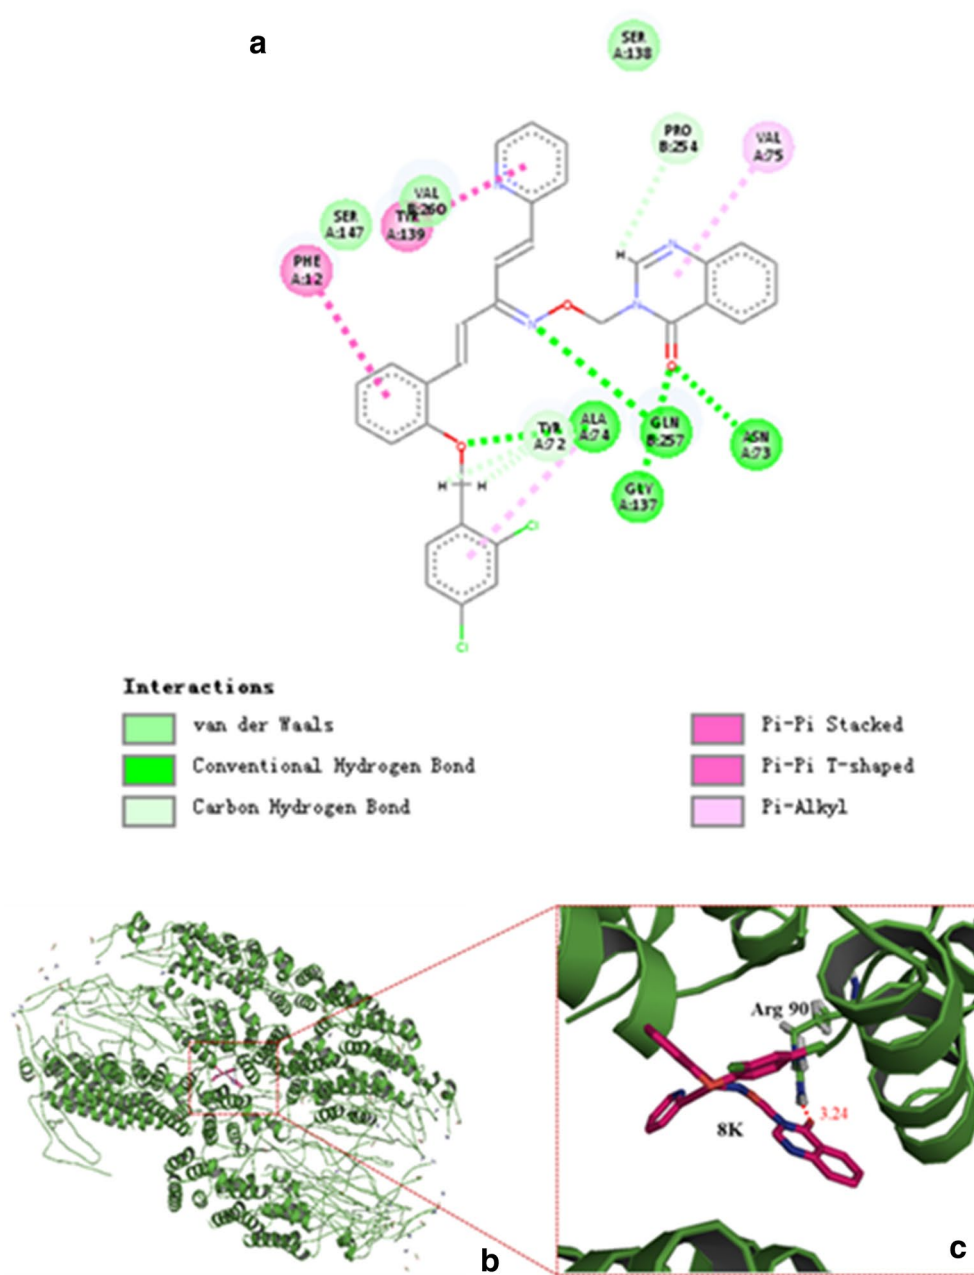 a
SER
A:138
PRO
B:254
VAL
A:75
VAL
B:260
SER
A:147
TYR
A:139
PHE
A:12
N
H
N
N
O
N
O
TYR
A:72
ALA
A:74
GLN
B:257
ASN
A:73
O
H H
GLY
A:137
Cl
Cl
Interactions
van der Waals
Conventional Hydrogen Bond
Carbon Hydrogen Bond
Pi-Pi Stacked
Pi-Pi T-shaped
Pi-Alkyl
Arg 90
3.24
8K
b
c